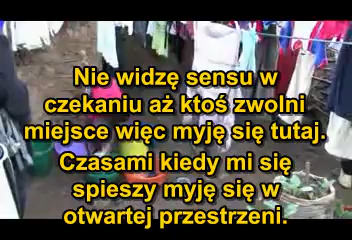 Nie widzę sensu w
czekaniu aż ktoś zwolni
miejsce więc myję się tutaj.
Czasami kiedy mi się
spieszy myję się w
otwartej przestrzeni.